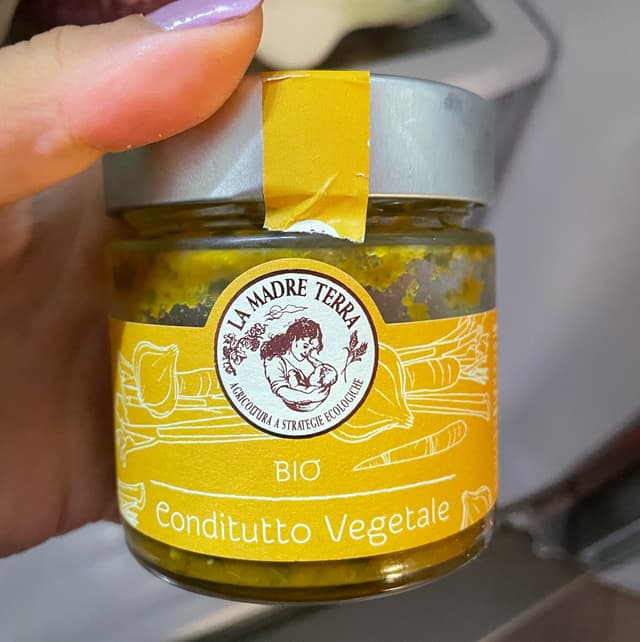 LA MADRE TERRA
AGRICOLTURA A STRATEGIE ECOLOGICHE
BIO
Conditutto Vegetale